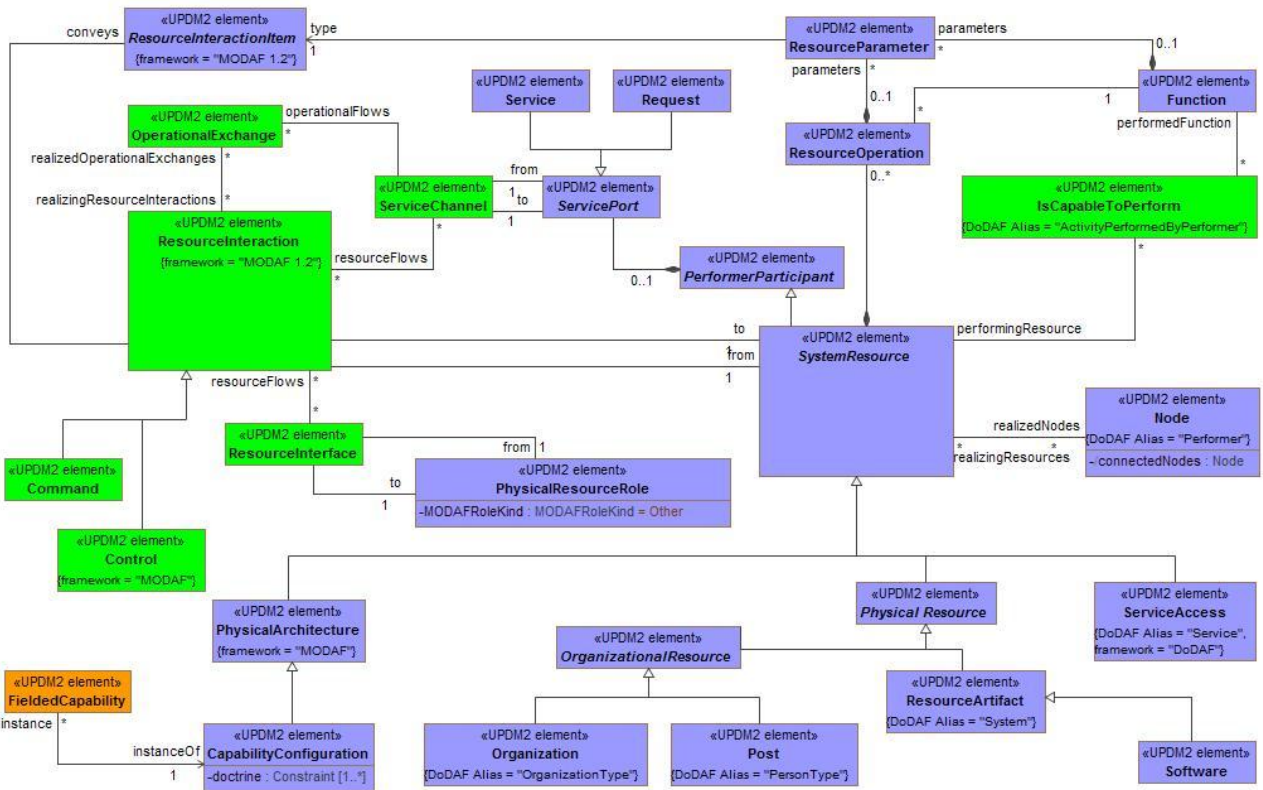 «UPDM2 element»
ResourceInteractionItem
{framework = "MODAF 1.2"}
conveys
type
1
«UPDM2 element»
ResourceParameter
parameters
*
0..1
parameters
*
0..1
«UPDM2 element»
Function
1
*
performedFunction
*
«UPDM2 element»
Service
«UPDM2 element»
Request
«UPDM2 element»
OperationalExchange
operationalFlows
*
*
realizedOperationalExchanges
*
realizingResourceInteractions
«UPDM2 element»
ResourceOperation
0..*
«UPDM2 element»
ServiceChannel
*
from
1
to
1
«UPDM2 element»
ServicePort
0..1
«UPDM2 element»
IsCapableToPerform
{DoDAF Alias = "ActivityPerformedByPerformer"}
*
«UPDM2 element»
ResourceInteraction
{framework = "MODAF 1.2"}
resourceFlows
*
«UPDM2 element»
PerformerParticipant
to
1
from
1
«UPDM2 element»
SystemResource
performingResource
resourceFlows
*
*
«UPDM2 element»
ResourceInterface
from
1
to
1
«UPDM2 element»
PhysicalResourceRole
-MODAFRoleKind : MODAFRoleKind = Other
realizedNodes
*
*
realizingResources
«UPDM2 element»
Node
{DoDAF Alias = "Performer"}
-/connectedNodes : Node
«UPDM2 element»
Command
«UPDM2 element»
Control
{framework = "MODAF"}
«UPDM2 element»
PhysicalArchitecture
{framework = "MODAF"}
«UPDM2 element»
Physical Resource
«UPDM2 element»
ServiceAccess
{DoDAF Alias = "Service",
framework = "DoDAF"}
«UPDM2 element»
OrganizationalResource
«UPDM2 element»
ResourceArtifact
{DoDAF Alias = "System"}
«UPDM2 element»
FieldedCapability
instance
*
instanceOf
1
«UPDM2 element»
CapabilityConfiguration
-doctrine : Constraint [1..*]
«UPDM2 element»
Organization
{DoDAF Alias = "OrganizationType"}
«UPDM2 element»
Post
{DoDAF Alias = "PersonType"}
«UPDM2 element»
Software